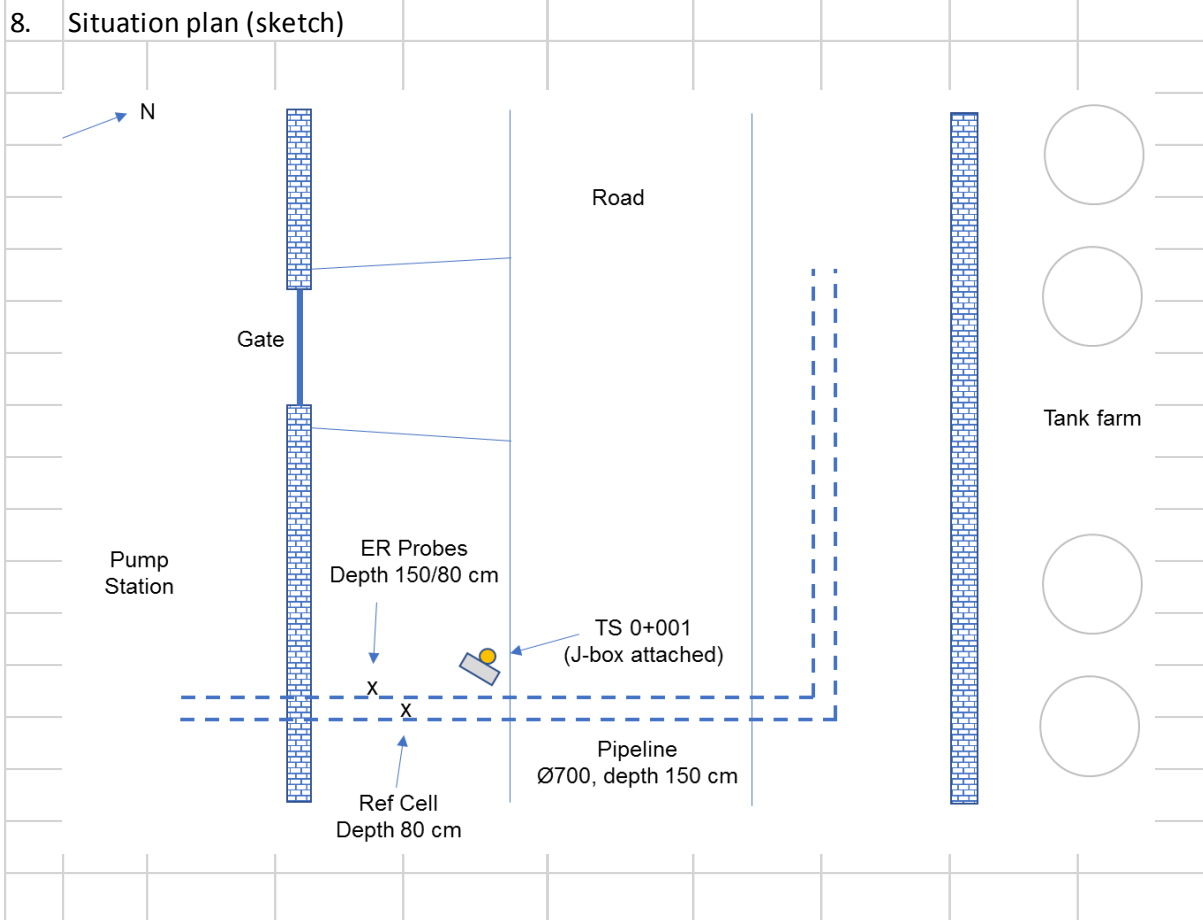 8. Situation plan (sketch)
N
Road
Gate
Tank farm
ER Probes
Depth 150/80 cm
Pump
Station
TS 0+001
(J-box attached)
x
x
Pipeline
Ø700, depth 150 cm
Ref Cell
Depth 80 cm